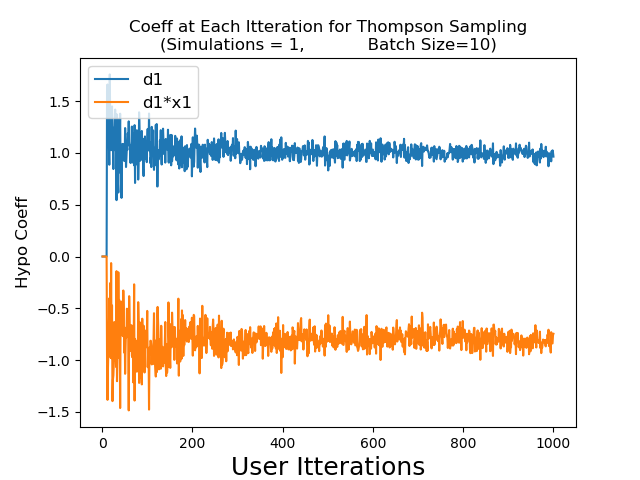 Coeff at Each Itteration for Thompson Sampling
(Simulations = 1, Batch Size=10)
d1
d1*x1
1.5
1.0
0.5
0.0
−0.5
−1.0
−1.5
Hypo Coeff
0 200 400 600 800 1000
User Itterations